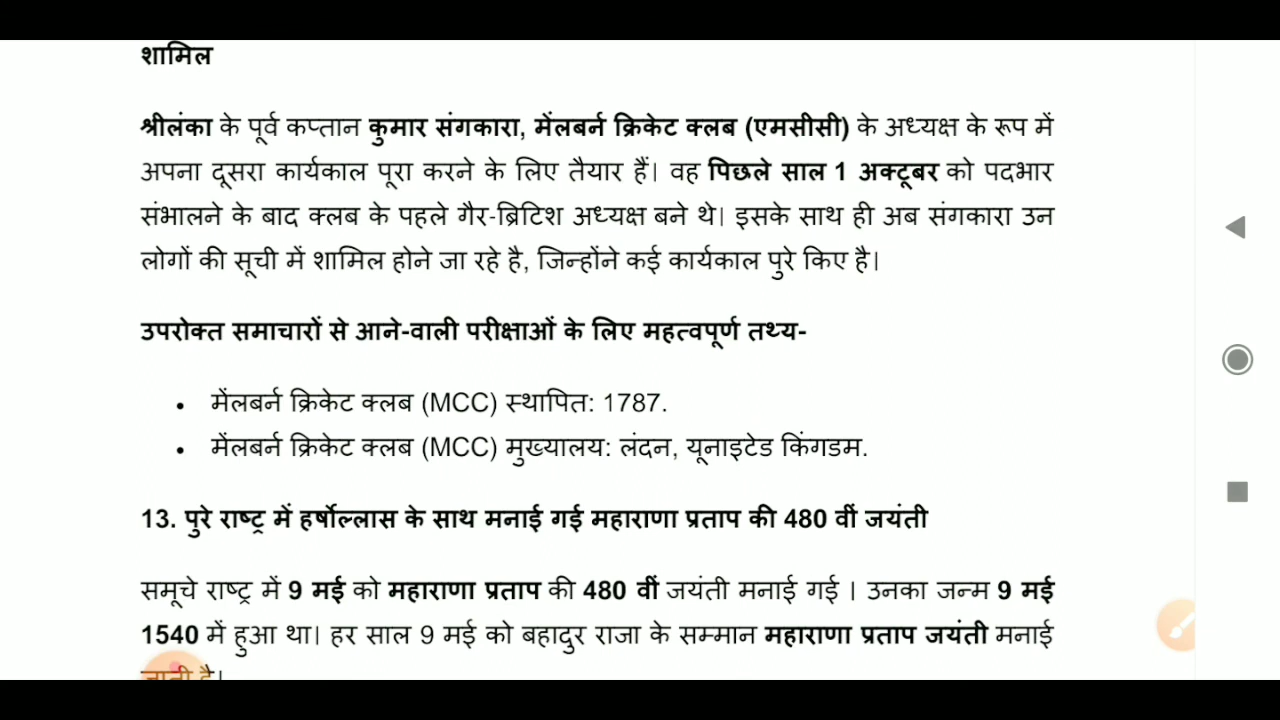 शामिल
श्रीलंका के पूर्व कप्तान कुमार संगकारा, मेंलबर्न क्रिकेट क्लब (एमसीसी) के अध्यक्ष के रूप में
अपना दूसरा कार्यकाल पूरा करने के लिए तैयार हैं। वह पिछले साल 1 अक्टूबर को पदभार
संभालने के बाद क्लब के पहले गैर-ब्रिटिश अध्यक्ष बने थे। इसके साथ ही अब संगकारा उन
लोगों की सूची में शामिल होने जा रहे है, जिन्होंने कई कार्यकाल पुरे किए है।
उपरोक्त समाचारों से आने-वाली परीक्षाओं के लिए महत्वपूर्ण तथ्य-
• मेंलबर्न क्रिकेट क्लब (MCC) स्थापित: 1787.
• मेंलबर्न क्रिकेट क्लब (MCC) मुख्यालय: लंदन, यूनाइटेड किंगडम.
13. पुरे राष्ट्र में हर्षोल्लास के साथ मनाई गई महाराणा प्रताप की 480 वीं जयंती
समूचे राष्ट्र में 9 मई को महाराणा प्रताप की 480 वीं जयंती मनाई गई । उनका जन्म 9 मई
1540 में हुआ था। हर साल 9 मई को बहादुर राजा के सम्मान महाराणा प्रताप जयंती मनाई
जाती है।